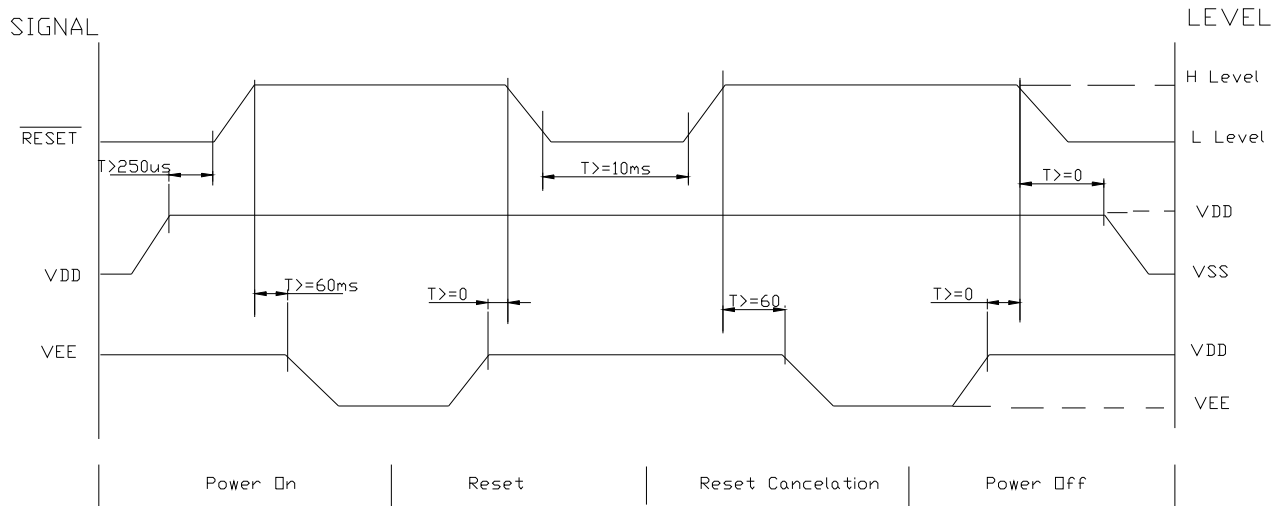 SIGNAL
LEVEL
H Level
RESET
L Level
T>250us
T>=10ms
T>=0
VDD
VDD
VSS
T>=60ms
T>=0
T>=60
T>=0
VEE
VDD
VEE
Power On
Reset
Reset Cancelation
Power Off